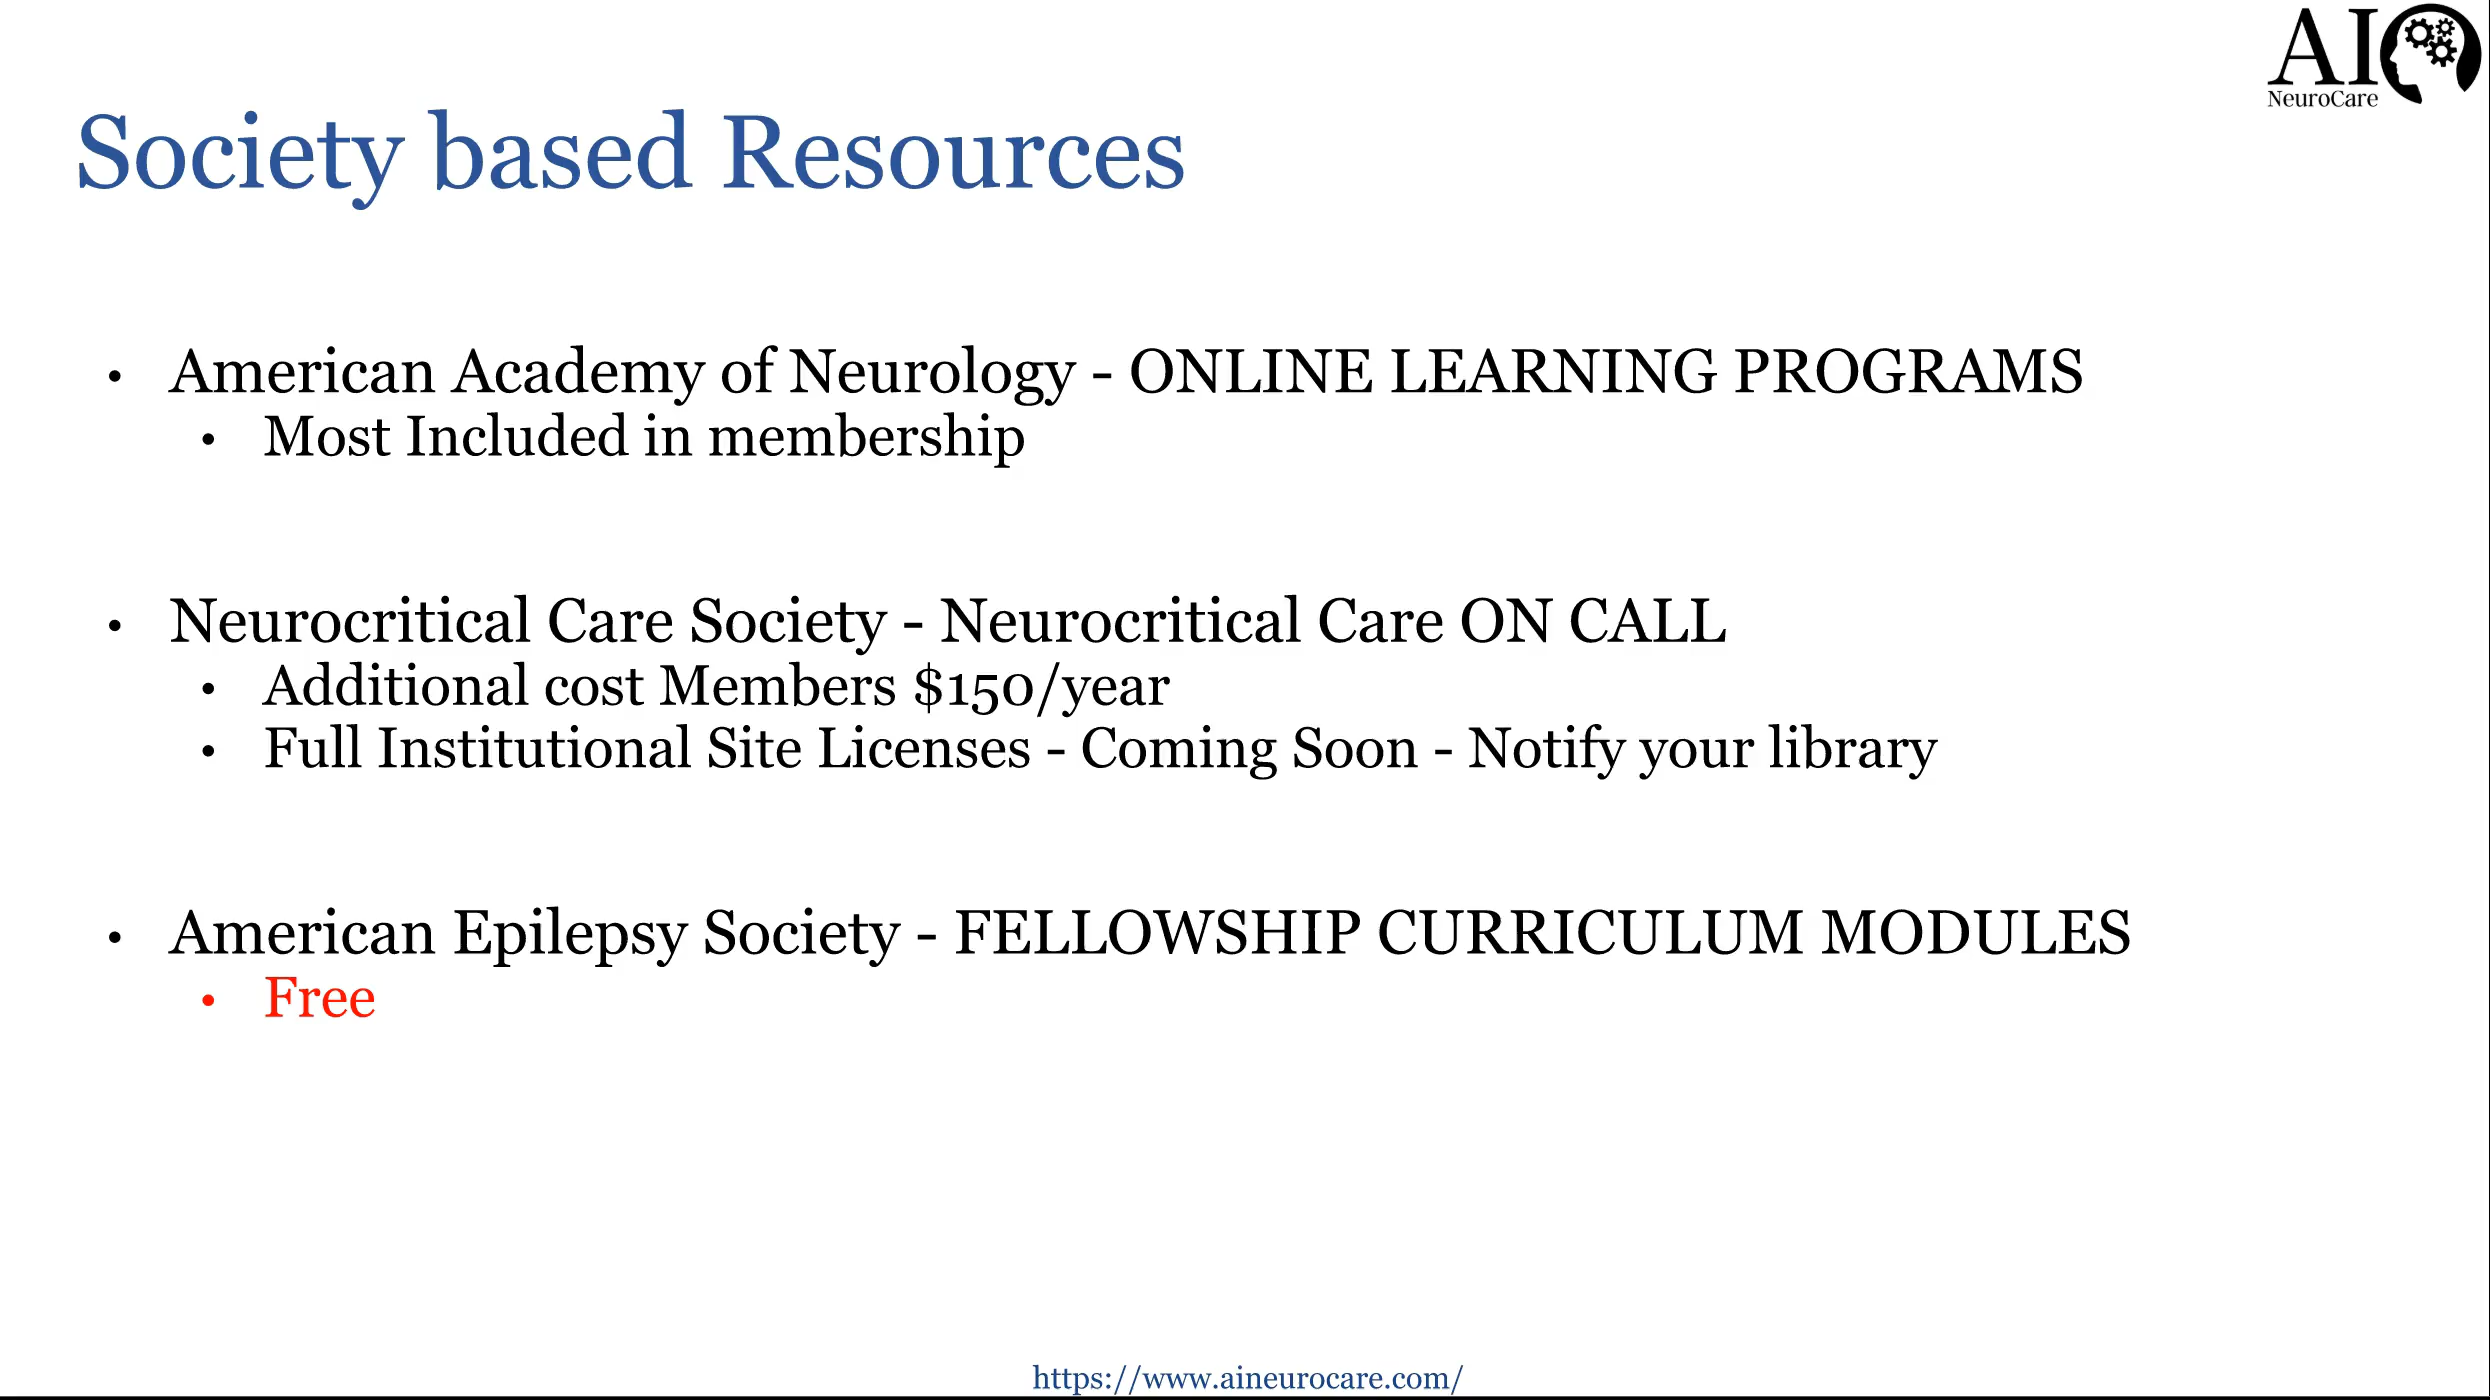 AI
NeuroCare
Society based Resources
• American Academy of Neurology - ONLINE LEARNING PROGRAMS
• Most Included in membership
• Neurocritical Care Society - Neurocritical Care ON CALL
• Additional cost Members $150/year
• Full Institutional Site Licenses - Coming Soon - Notify your library
• American Epilepsy Society - FELLOWSHIP CURRICULUM MODULES
• Free
https://www.aineurocare.com/